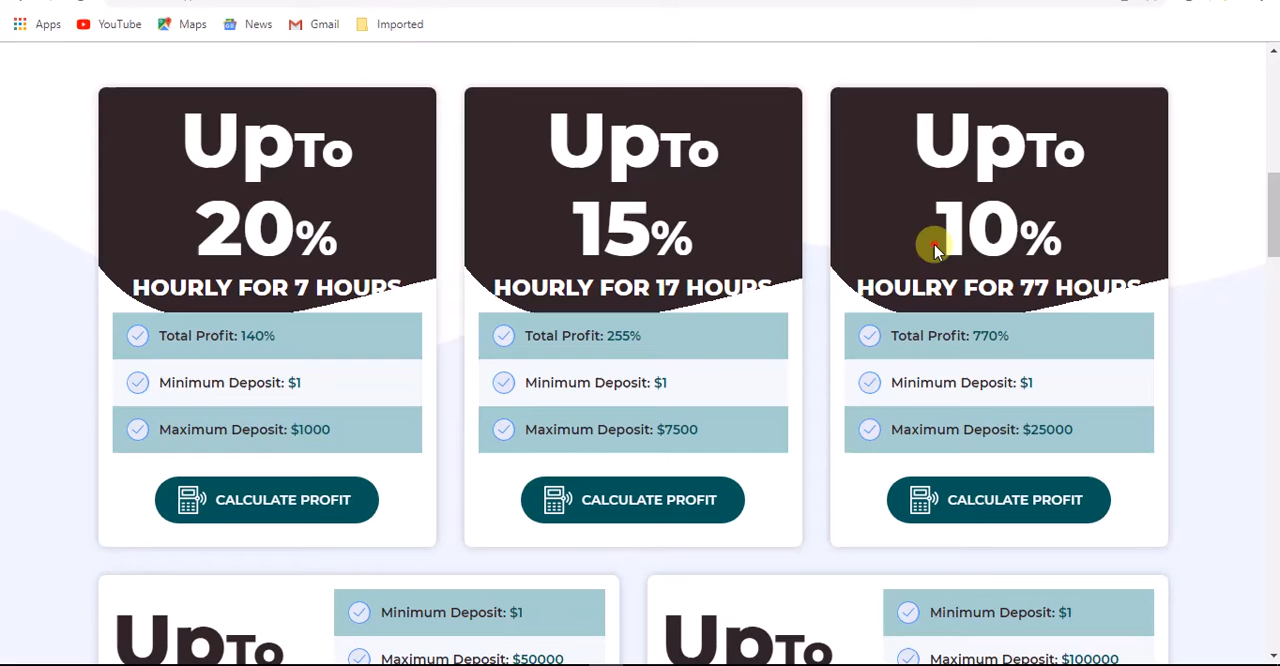 Apps YouTube Maps News Gmail Imported
UpTo
20%
HOURLY FOR 7 HOURS
Total Profit: 140%
Minimum Deposit: $1
Maximum Deposit: $1000
CALCULATE PROFIT
UpTo
15%
HOURLY FOR 17 HOURS
Total Profit: 255%
Minimum Deposit: $1
Maximum Deposit: $7500
CALCULATE PROFIT
UpTo
10%
HOULRY FOR 77 HOURS
Total Profit: 770%
Minimum Deposit: $1
Maximum Deposit: $25000
CALCULATE PROFIT
UpTo
Minimum Deposit: $1
Maximum Deposit: $50000
UpTo
Minimum Deposit: $1
Maximum Deposit: $100000